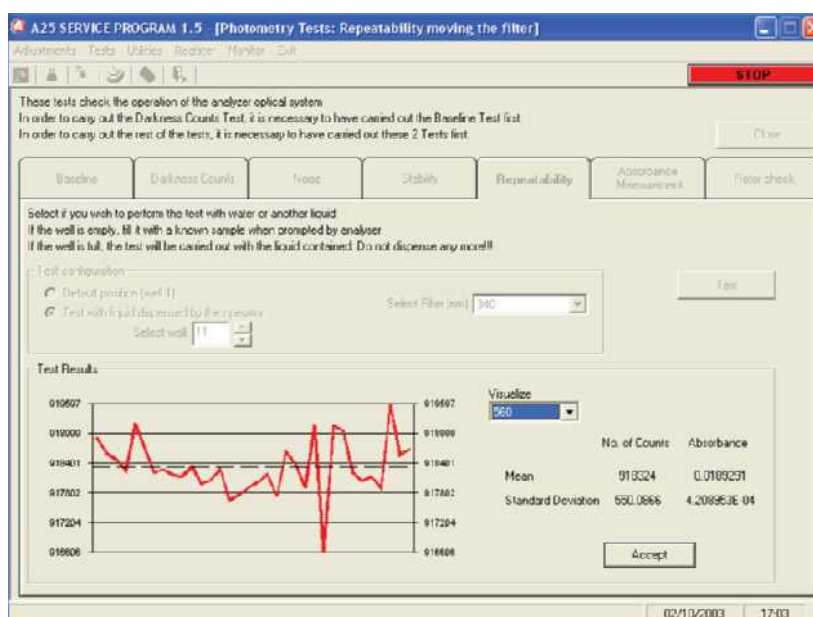 A25 SERVICE PROGRAM 1.5 - [Photometry Tests: Repeatability moving the filter]
Adjustments Tests Utilities Register Monitor Exit
STOP
These tests check the operation of the analyzer optical system
In order to carry out the Darkness Counts Test, it is necessary to have carried out the Baseline Test first
In order to carry out the rest of the tests, it is necessary to have carried out these 2 Tests first
Close
Baseline Darkness Counts Noise Stability Repeatability Absorbance Measurement Rotor check
Select if you wish to perform the test with water or another liquid
If the well is empty, fill it with a known sample when prompted by analyser
If the well is full, the test will be carried out with the liquid contained. Do not dispense any more!!!
Test configuration
Default position (well 1)
Test with liquid dispensed by the operator
Select well 11
Select Filter (nm) 340
Test
Test Results
Visualize
560
919597 919597
919000 919000
918401 918401
917802 917802
917204 917204
916606 916606
No. of Counts Absorbance
Mean 918324 0.0189291
Standard Deviation 550.0966 4.208953E-04
Accept
02/10/2003 17:03